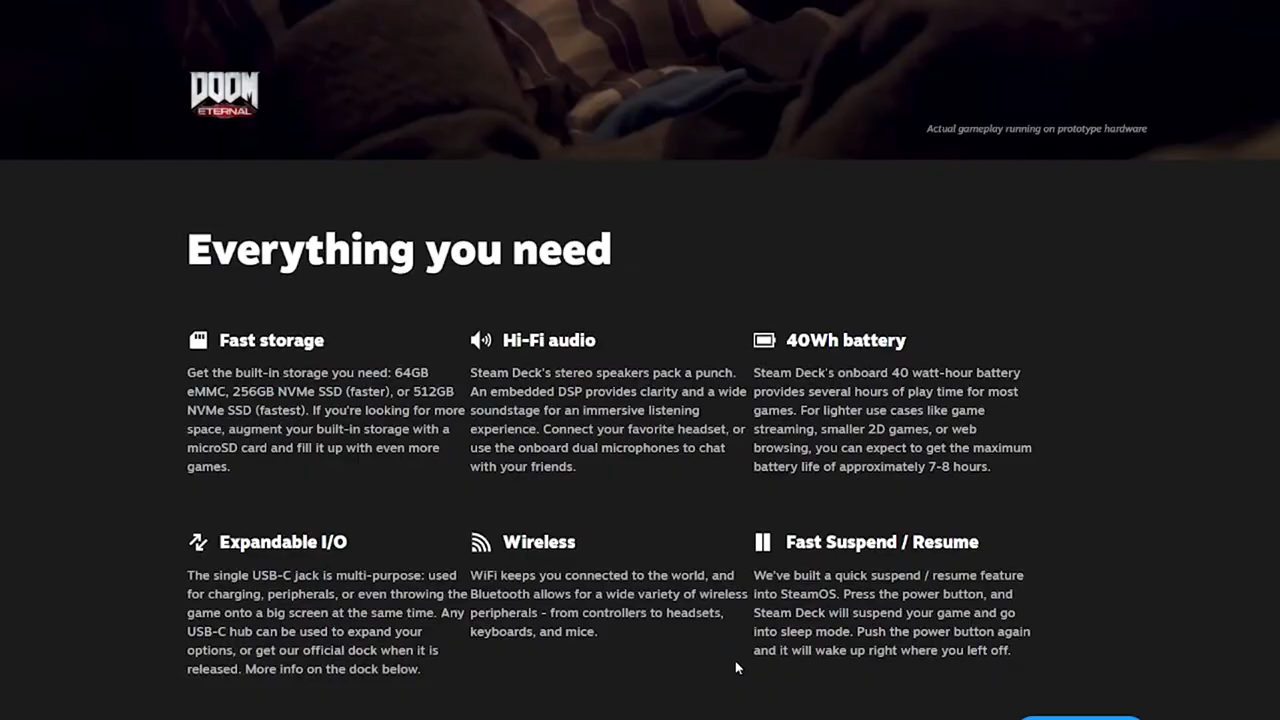 DOOM
ETERNAL
Actual gameplay running on prototype hardware
Everything you need
Fast storage
Get the built-in storage you need: 64GB
eMMC, 256GB NVMe SSD (faster), or 512GB
NVMe SSD (fastest). If you're looking for more
space, augment your built-in storage with a
microSD card and fill it up with even more
games.
Hi-Fi audio
Steam Deck's stereo speakers pack a punch.
An embedded DSP provides clarity and a wide
soundstage for an immersive listening
experience. Connect your favorite headset, or
use the onboard dual microphones to chat
with your friends.
40Wh battery
Steam Deck's onboard 40 watt-hour battery
provides several hours of play time for most
games. For lighter use cases like game
streaming, smaller 2D games, or web
browsing, you can expect to get the maximum
battery life of approximately 7-8 hours.
Expandable I/O
The single USB-C jack is multi-purpose: used
for charging, peripherals, or even throwing the
game onto a big screen at the same time. Any
USB-C hub can be used to expand your
options, or get our official dock when it is
released. More info on the dock below.
Wireless
WiFi keeps you connected to the world, and
Bluetooth allows for a wide variety of wireless
peripherals - from controllers to headsets,
keyboards, and mice.
Fast Suspend / Resume
We've built a quick suspend / resume feature
into SteamOS. Press the power button, and
Steam Deck will suspend your game and go
into sleep mode. Push the power button again
and it will wake up right where you left off.